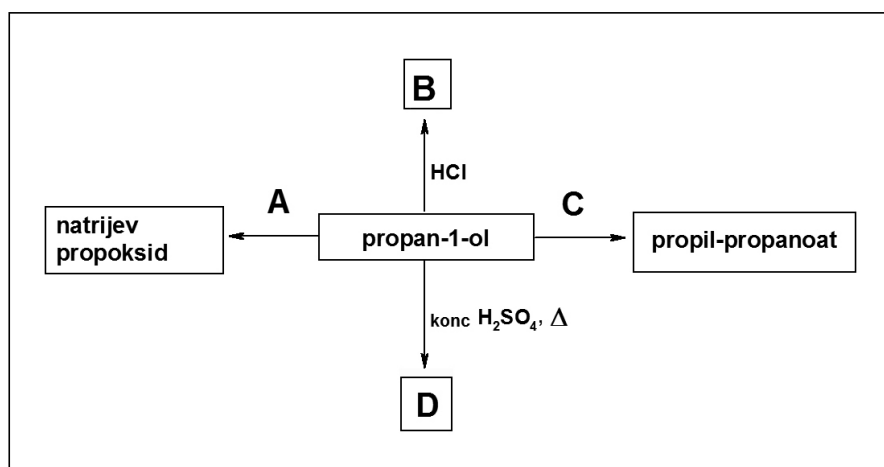 B
HCl
A
C
natrijev
propoksid
propan-1-ol
propil-propanoat
konc H₂SO₄, Δ
D